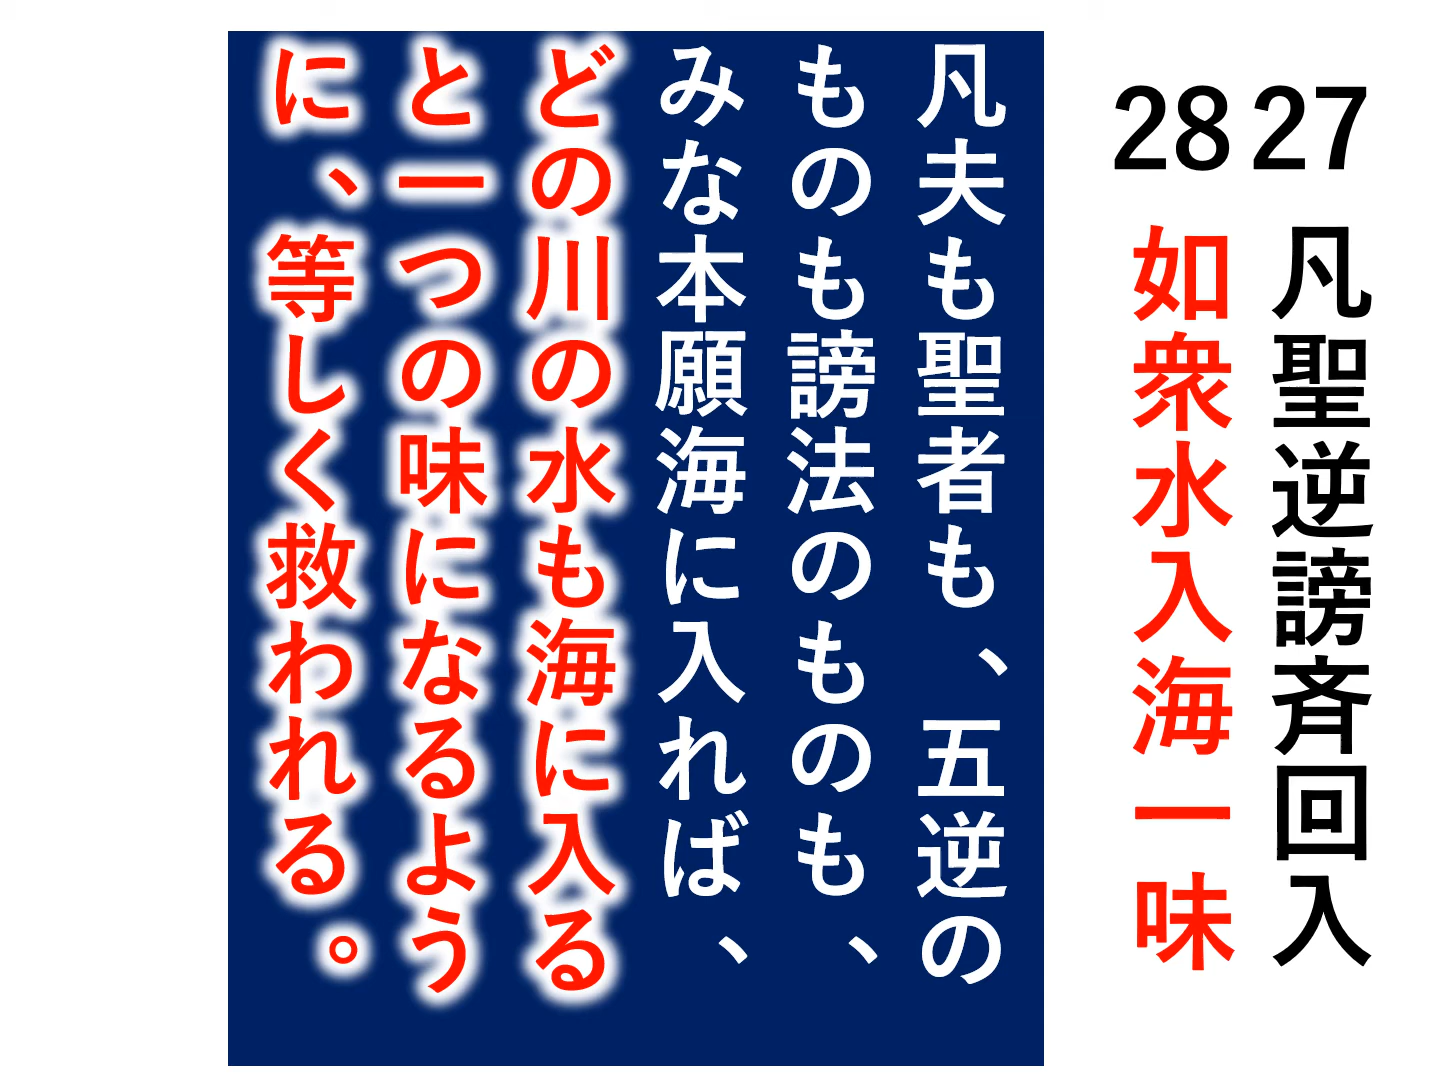 27 凡聖逆謗斉回入
28 如衆水入海一味
凡夫も聖者も、五逆の
ものも謗法のものも、
みな本願海に入れば、
どの川の水も海に入る
と一つの味になるよう
に、等しく救われる。